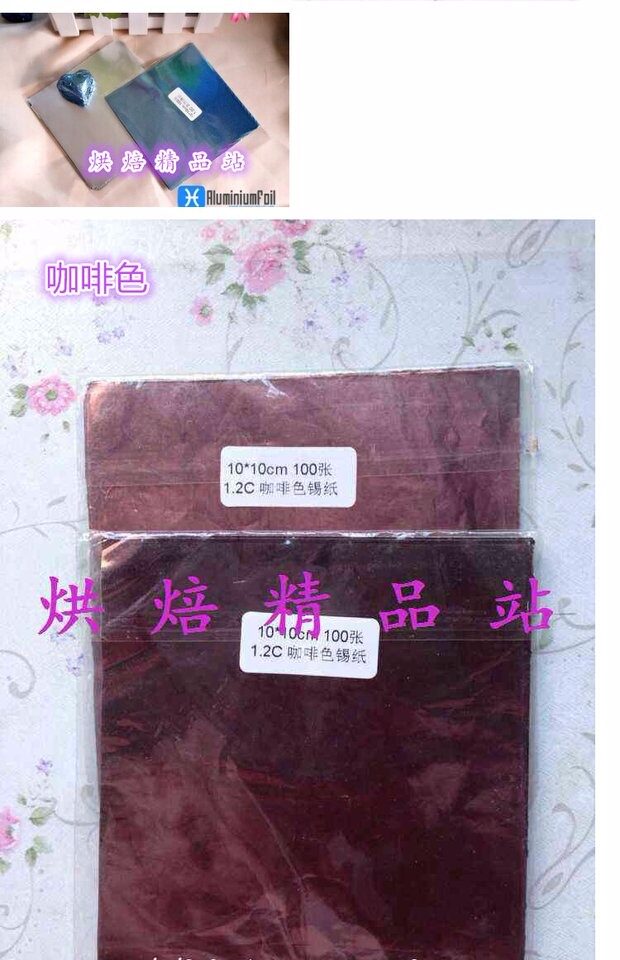 烘焙精品站
AluminiumFoil
咖啡色
10*10cm 100张
1.2C 咖啡色锡纸
烘焙精品站
10*10cm 100张
1.2C 咖啡色锡纸